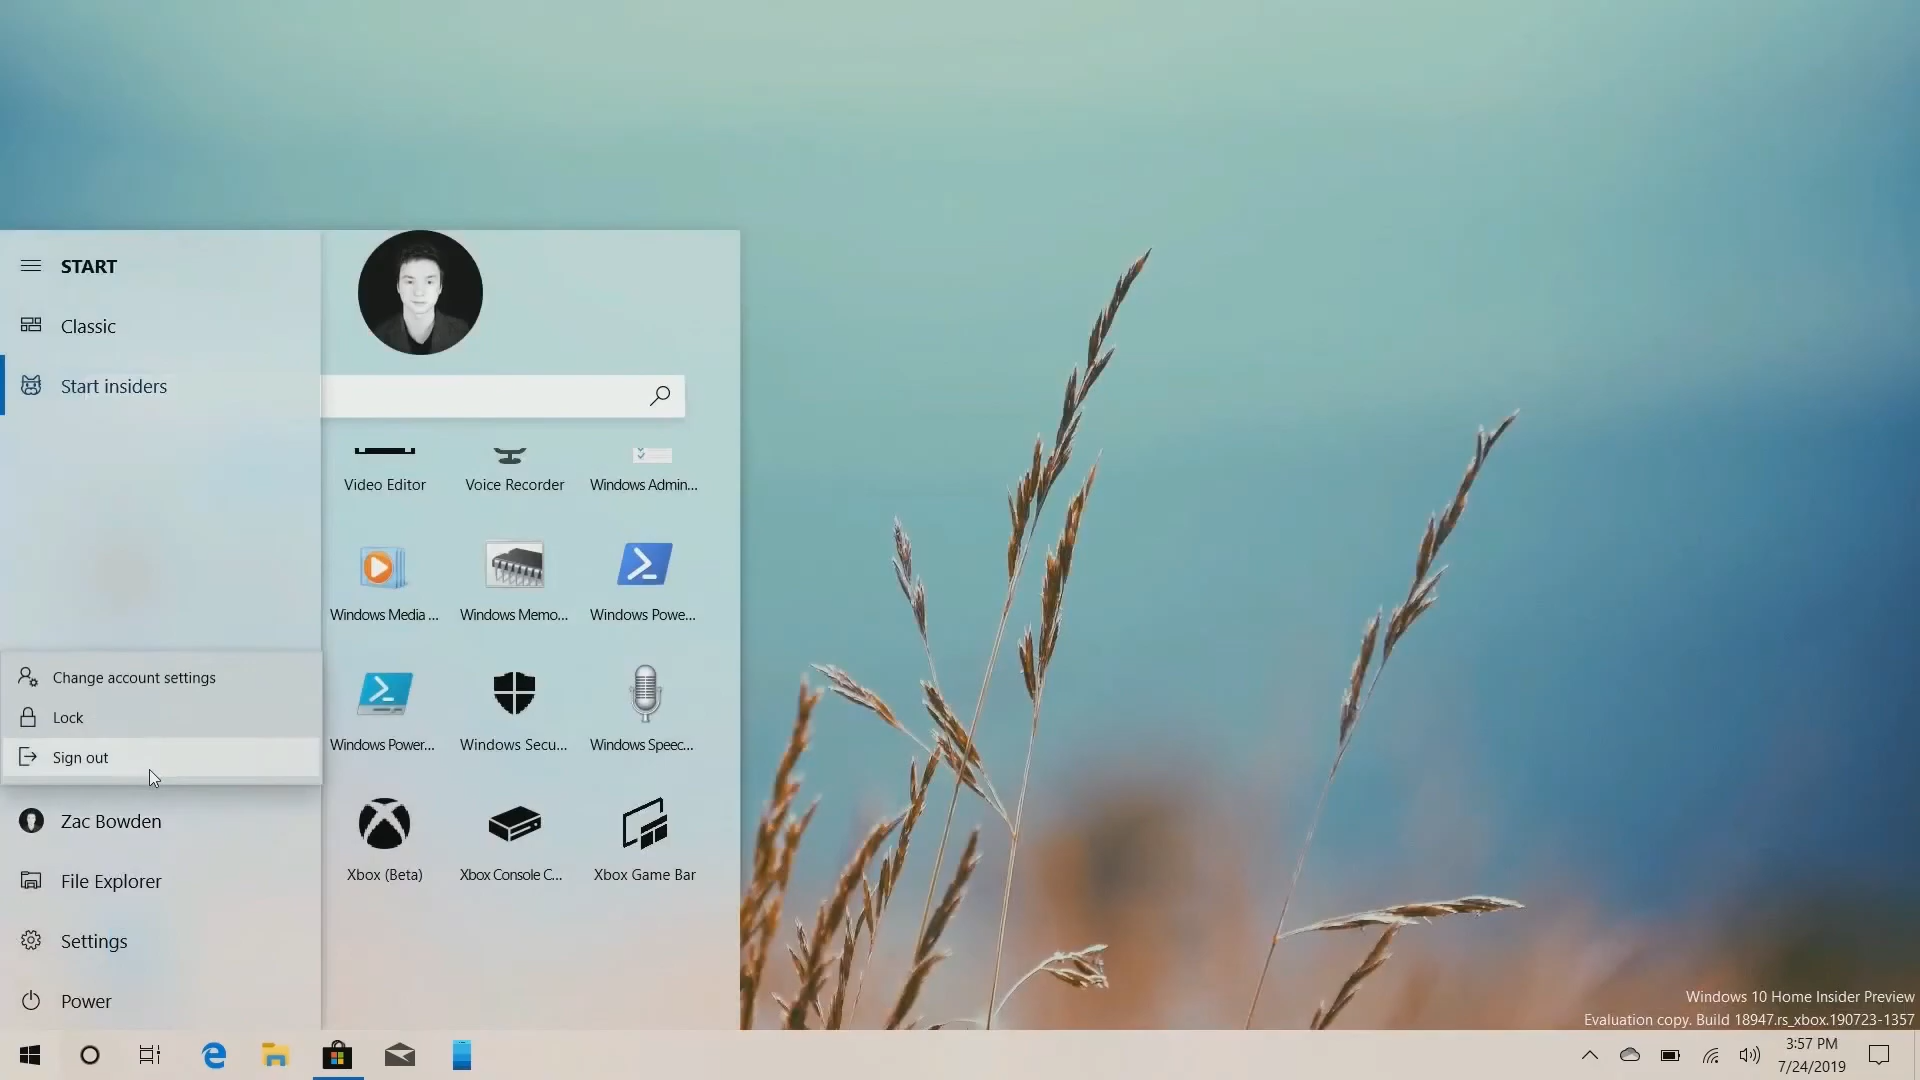 START
Classic
Start insiders
Video Editor
Voice Recorder
Windows Admin...
Windows Media ...
Windows Memo...
Windows Powe...
Change account settings
Windows Power...
Windows Secu...
Windows Speec...
Lock
Sign out
Zac Bowden
Xbox (Beta)
Xbox Console C...
Xbox Game Bar
File Explorer
Settings
Power
Windows 10 Home Insider Preview
Evaluation copy. Build 18947.rs_xbox.190723-1357
3:57 PM
7/24/2019